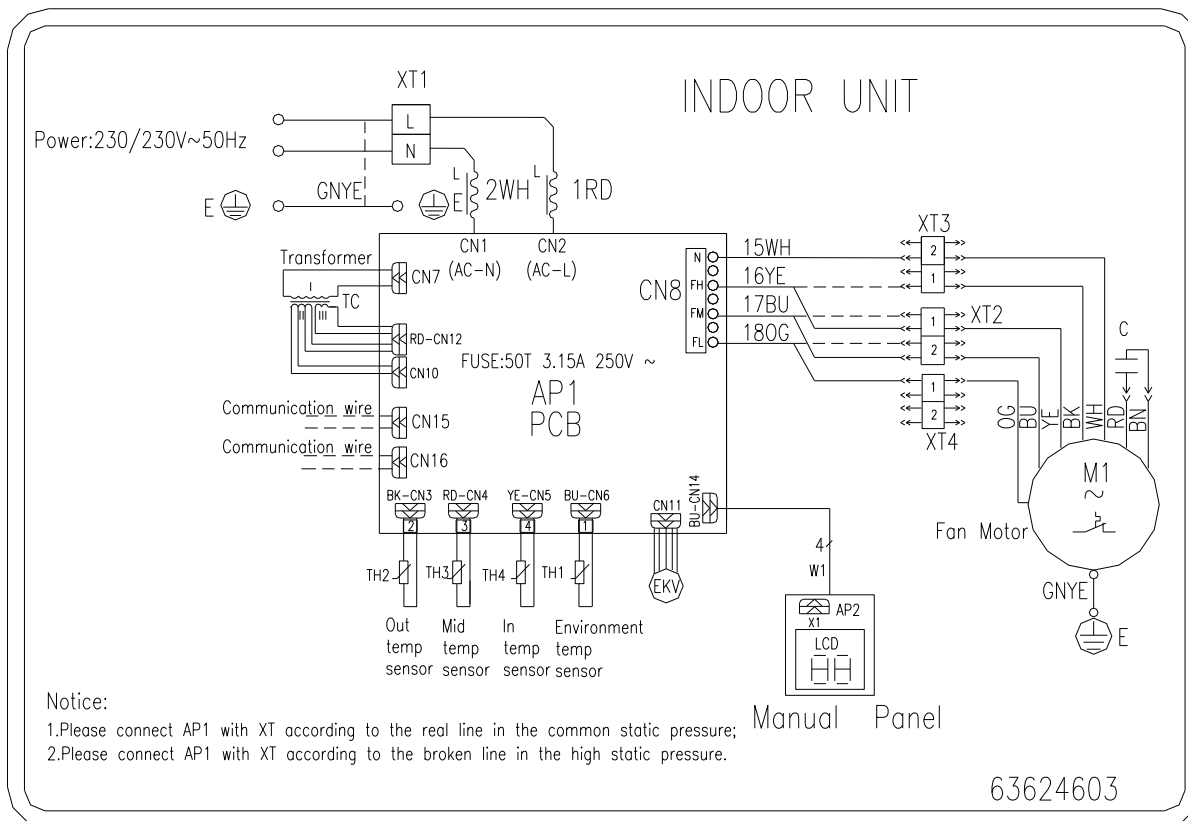 INDOOR UNIT
XT1
L
N
Power:230/230V~50Hz
E
GNYE
L
E
2WH
L
1RD
CN1
(AC-N)
CN2
(AC-L)
Transformer
I
II
III
TC
CN7
RD-CN12
CN10
Communication wire
CN15
Communication wire
CN16
FUSE:50T 3.15A 250V ~
AP1
PCB
CN8
N
FH
FM
FL
15WH
16YE
17BU
18OG
XT3
2
1
XT2
1
2
1
2
XT4
C
OG
BU
YE
BK
WH
RD
BN
M1
~
Fan Motor
GNYE
E
BK-CN3
RD-CN4
YE-CN5
BU-CN6
2
3
4
1
TH2
TH3
TH4
TH1
CN11
EKV
BU-CN14
4
W1
AP2
X1
LCD
Manual Panel
Out
temp
sensor
Mid
temp
sensor
In
temp
sensor
Environment
temp
sensor
Notice:
1.Please connect AP1 with XT according to the real line in the common static pressure;
2.Please connect AP1 with XT according to the broken line in the high static pressure.
63624603